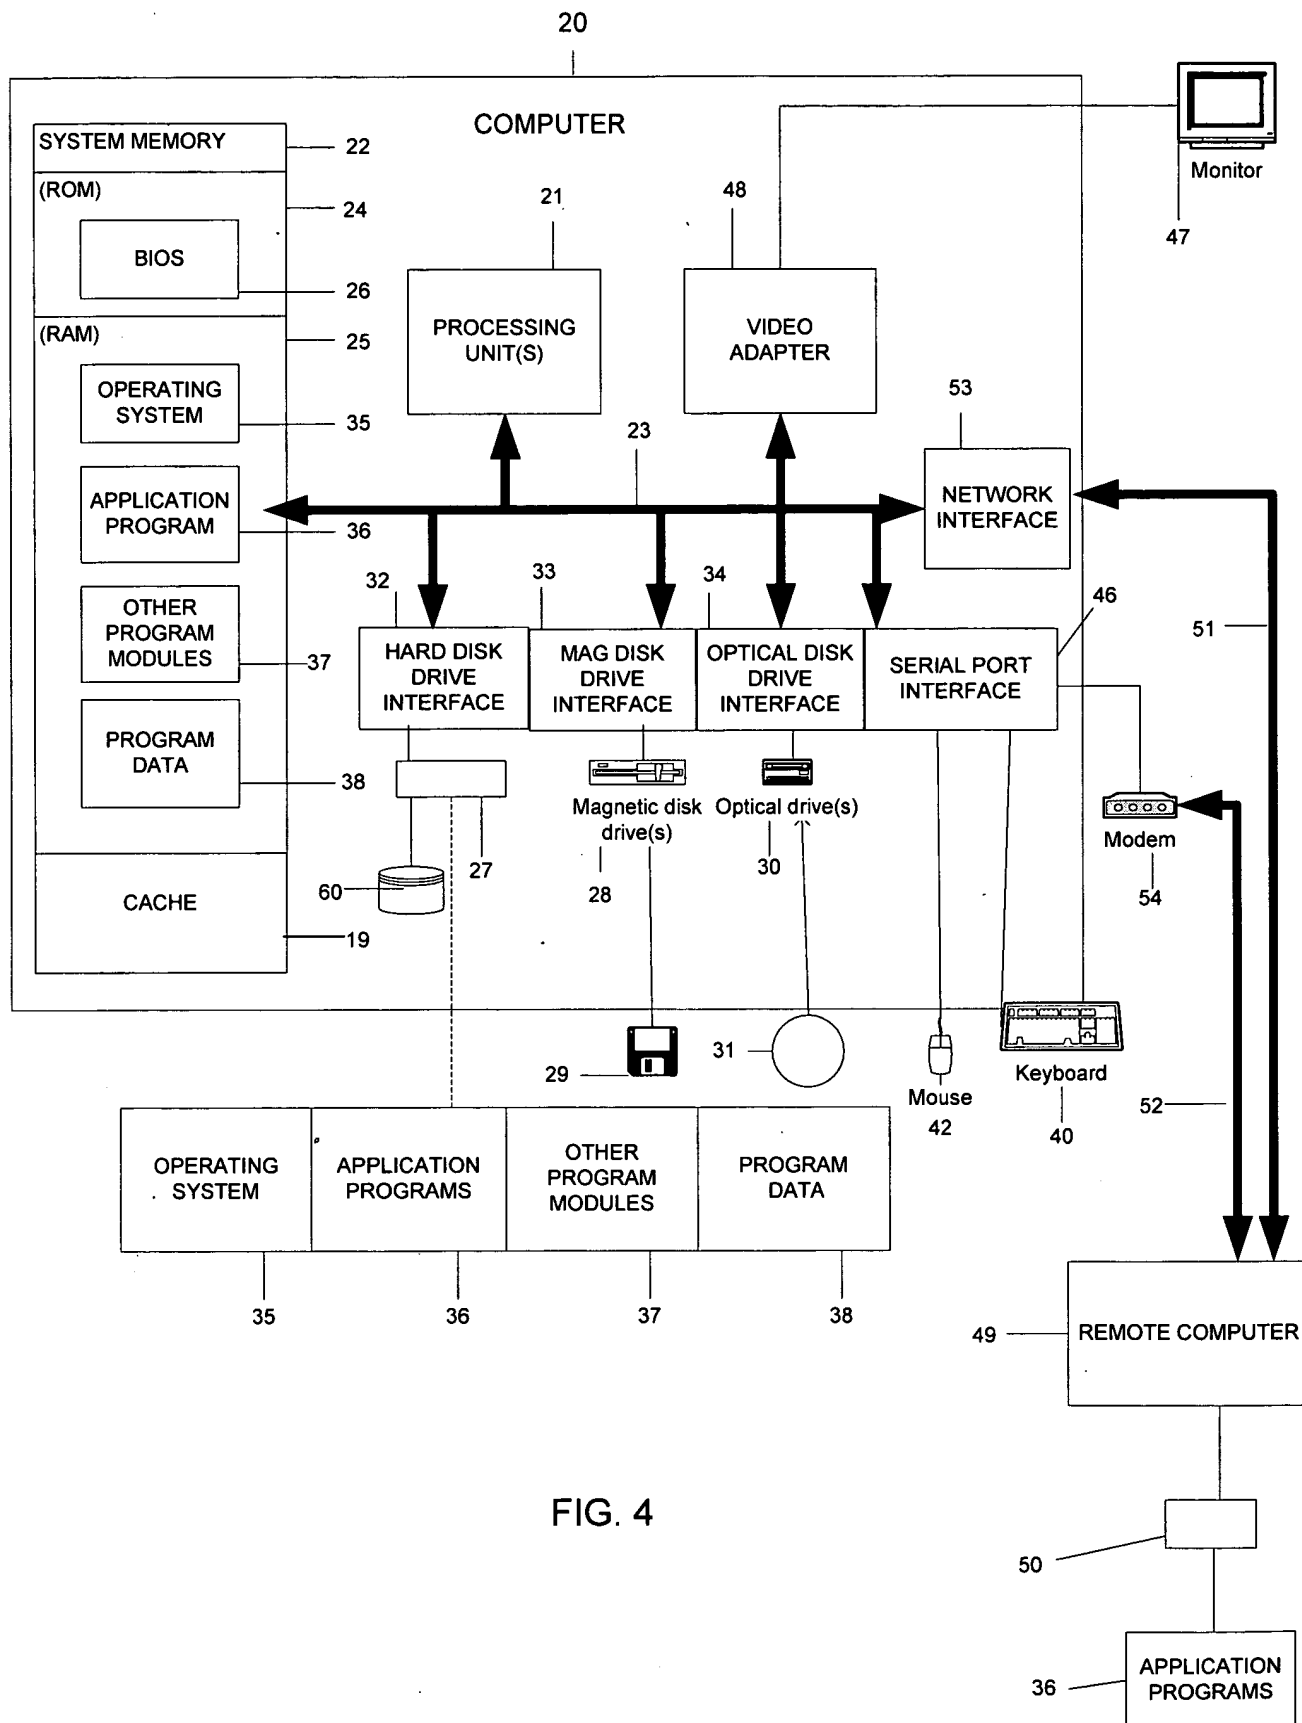 20
COMPUTER
SYSTEM MEMORY
22
(ROM)
24
BIOS
26
(RAM)
25
OPERATING
SYSTEM
35
APPLICATION
PROGRAM
36
OTHER
PROGRAM
MODULES
37
PROGRAM
DATA
38
CACHE
19
21
PROCESSING
UNIT(S)
48
VIDEO
ADAPTER
Monitor
47
23
53
NETWORK
INTERFACE
32
HARD DISK
DRIVE
INTERFACE
33
MAG DISK
DRIVE
INTERFACE
34
OPTICAL DISK
DRIVE
INTERFACE
46
SERIAL PORT
INTERFACE
51
27
60
Magnetic disk
drive(s)
28
Optical drive(s)
30
Modem
54
29
31
Mouse
42
Keyboard
40
52
OPERATING
SYSTEM
APPLICATION
PROGRAMS
OTHER
PROGRAM
MODULES
PROGRAM
DATA
35
36
37
38
49
REMOTE COMPUTER
FIG. 4
50
36
APPLICATION
PROGRAMS